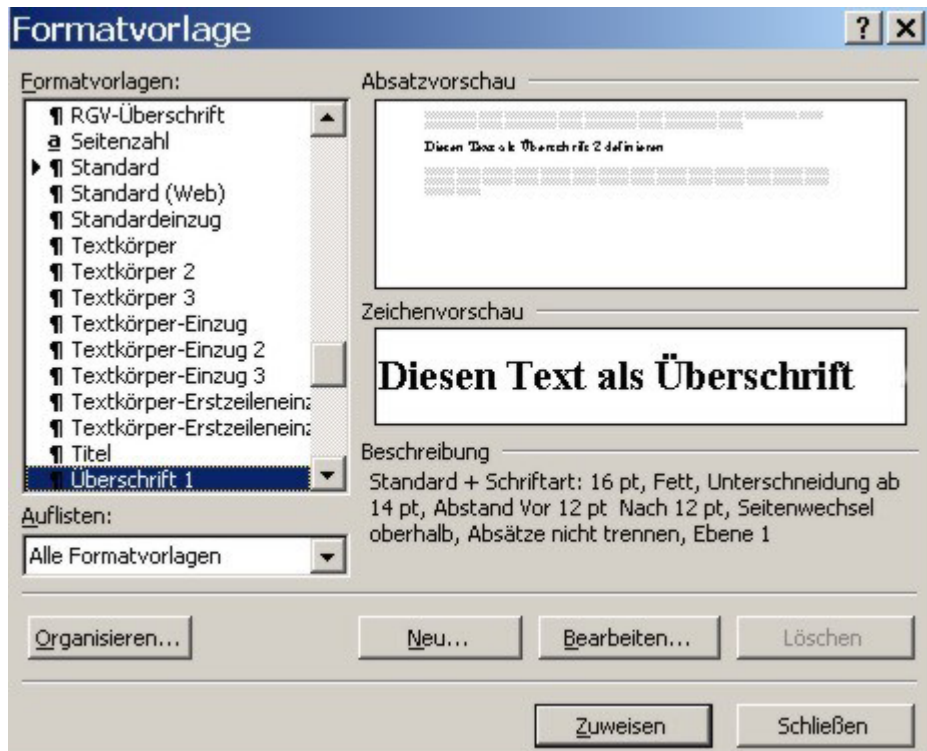 Formatvorlage
Formatvorlagen:
¶ RGV-Überschrift
a Seitenzahl
¶ Standard
¶ Standard (Web)
¶ Standardeinzug
¶ Textkörper
¶ Textkörper 2
¶ Textkörper 3
¶ Textkörper-Einzug
¶ Textkörper-Einzug 2
¶ Textkörper-Einzug 3
¶ Textkörper-Erstzeileneinz
¶ Textkörper-Erstzeileneinz
¶ Titel
¶ Überschrift 1
Auflisten:
Alle Formatvorlagen
Absatzvorschau
Diesen Text als Überschrift 2 definieren
Zeichenvorschau
Diesen Text als Überschrift
Beschreibung
Standard + Schriftart: 16 pt, Fett, Unterschneidung ab
14 pt, Abstand Vor 12 pt Nach 12 pt, Seitenwechsel
oberhalb, Absätze nicht trennen, Ebene 1
Organisieren...
Neu...
Bearbeiten...
Löschen
Zuweisen
Schließen